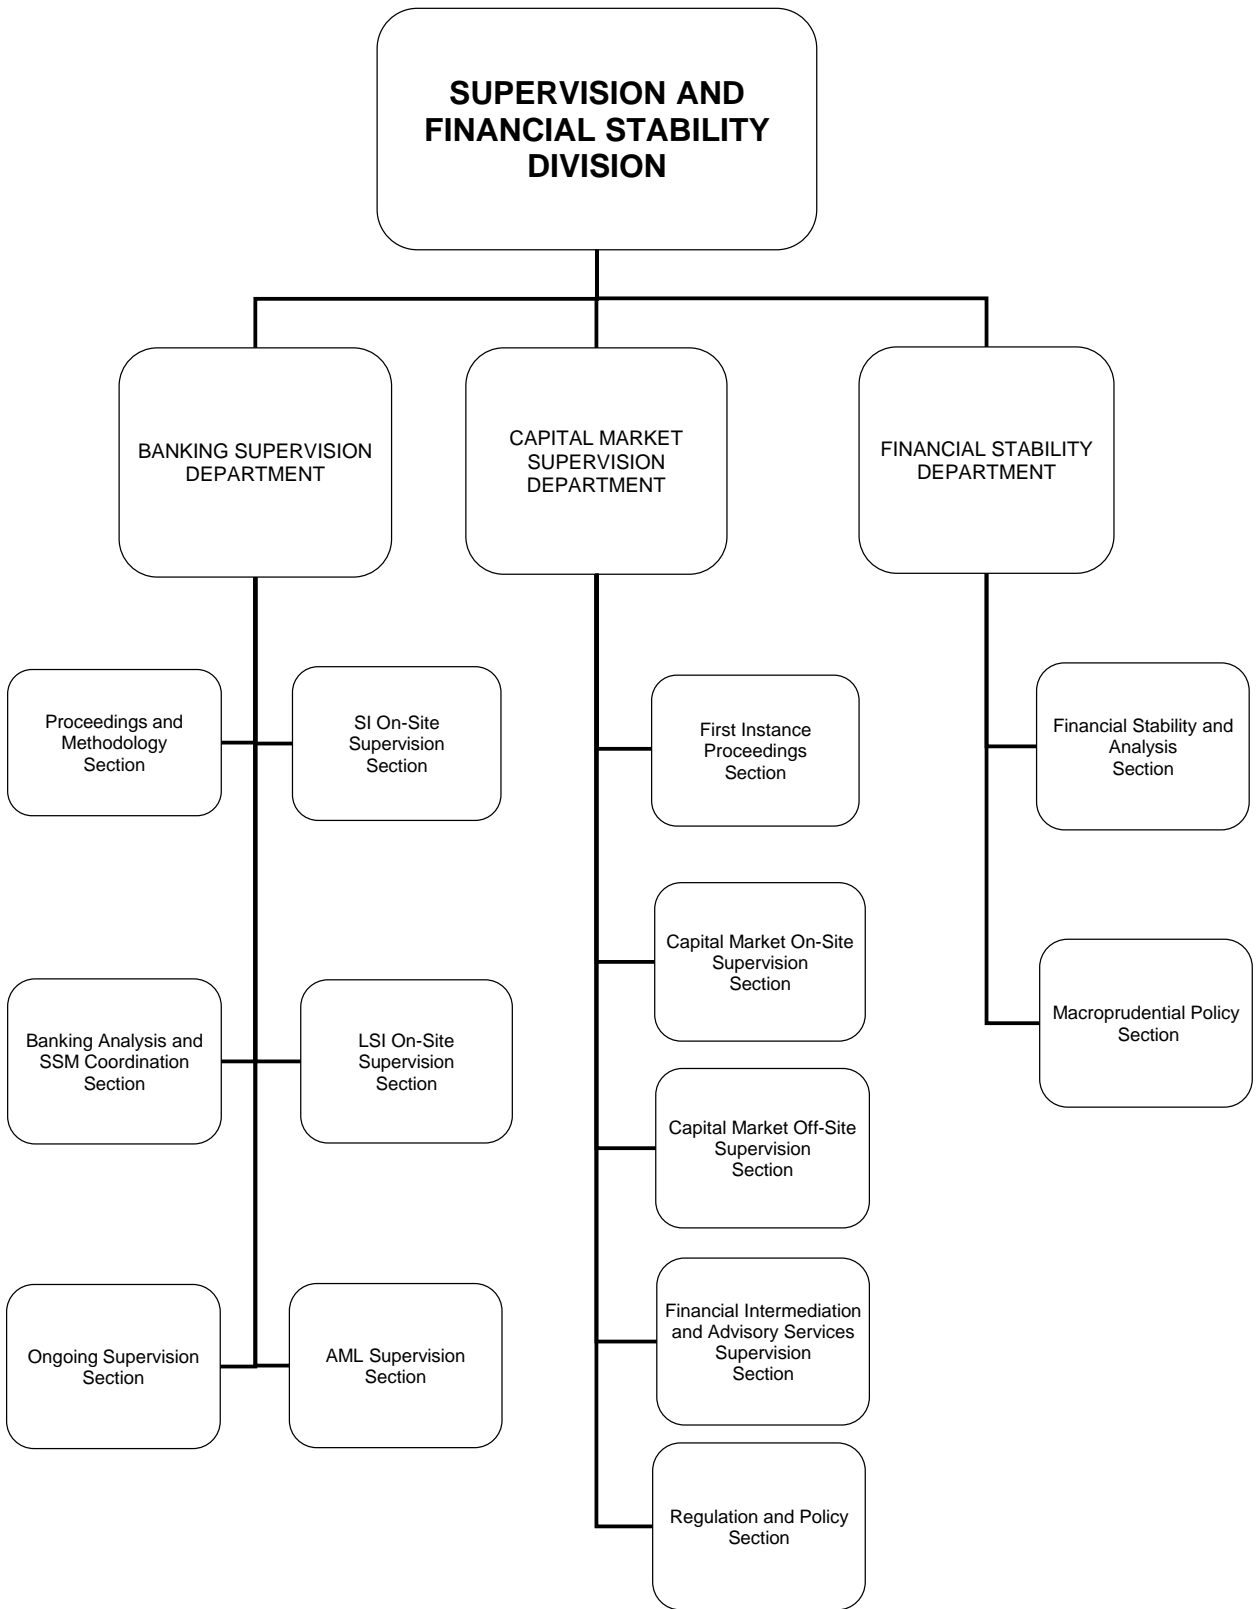 SUPERVISION AND
FINANCIAL STABILITY
DIVISION
BANKING SUPERVISION
DEPARTMENT
CAPITAL MARKET
SUPERVISION
DEPARTMENT
FINANCIAL STABILITY
DEPARTMENT
Proceedings and
Methodology
Section
SI On-Site
Supervision
Section
First Instance
Proceedings
Section
Financial Stability and
Analysis
Section
Capital Market On-Site
Supervision
Section
Banking Analysis and
SSM Coordination
Section
LSI On-Site
Supervision
Section
Macroprudential Policy
Section
Capital Market Off-Site
Supervision
Section
Financial Intermediation
and Advisory Services
Supervision
Section
Ongoing Supervision
Section
AML Supervision
Section
Regulation and Policy
Section